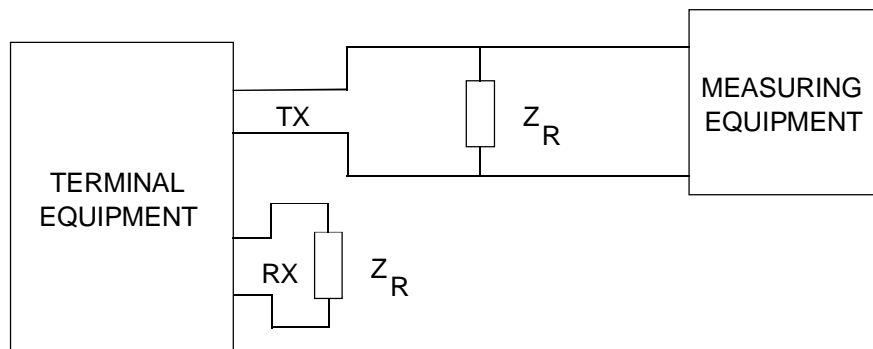 MEASURING
EQUIPMENT
TX
Z
R
TERMINAL
EQUIPMENT
RX
Z
R